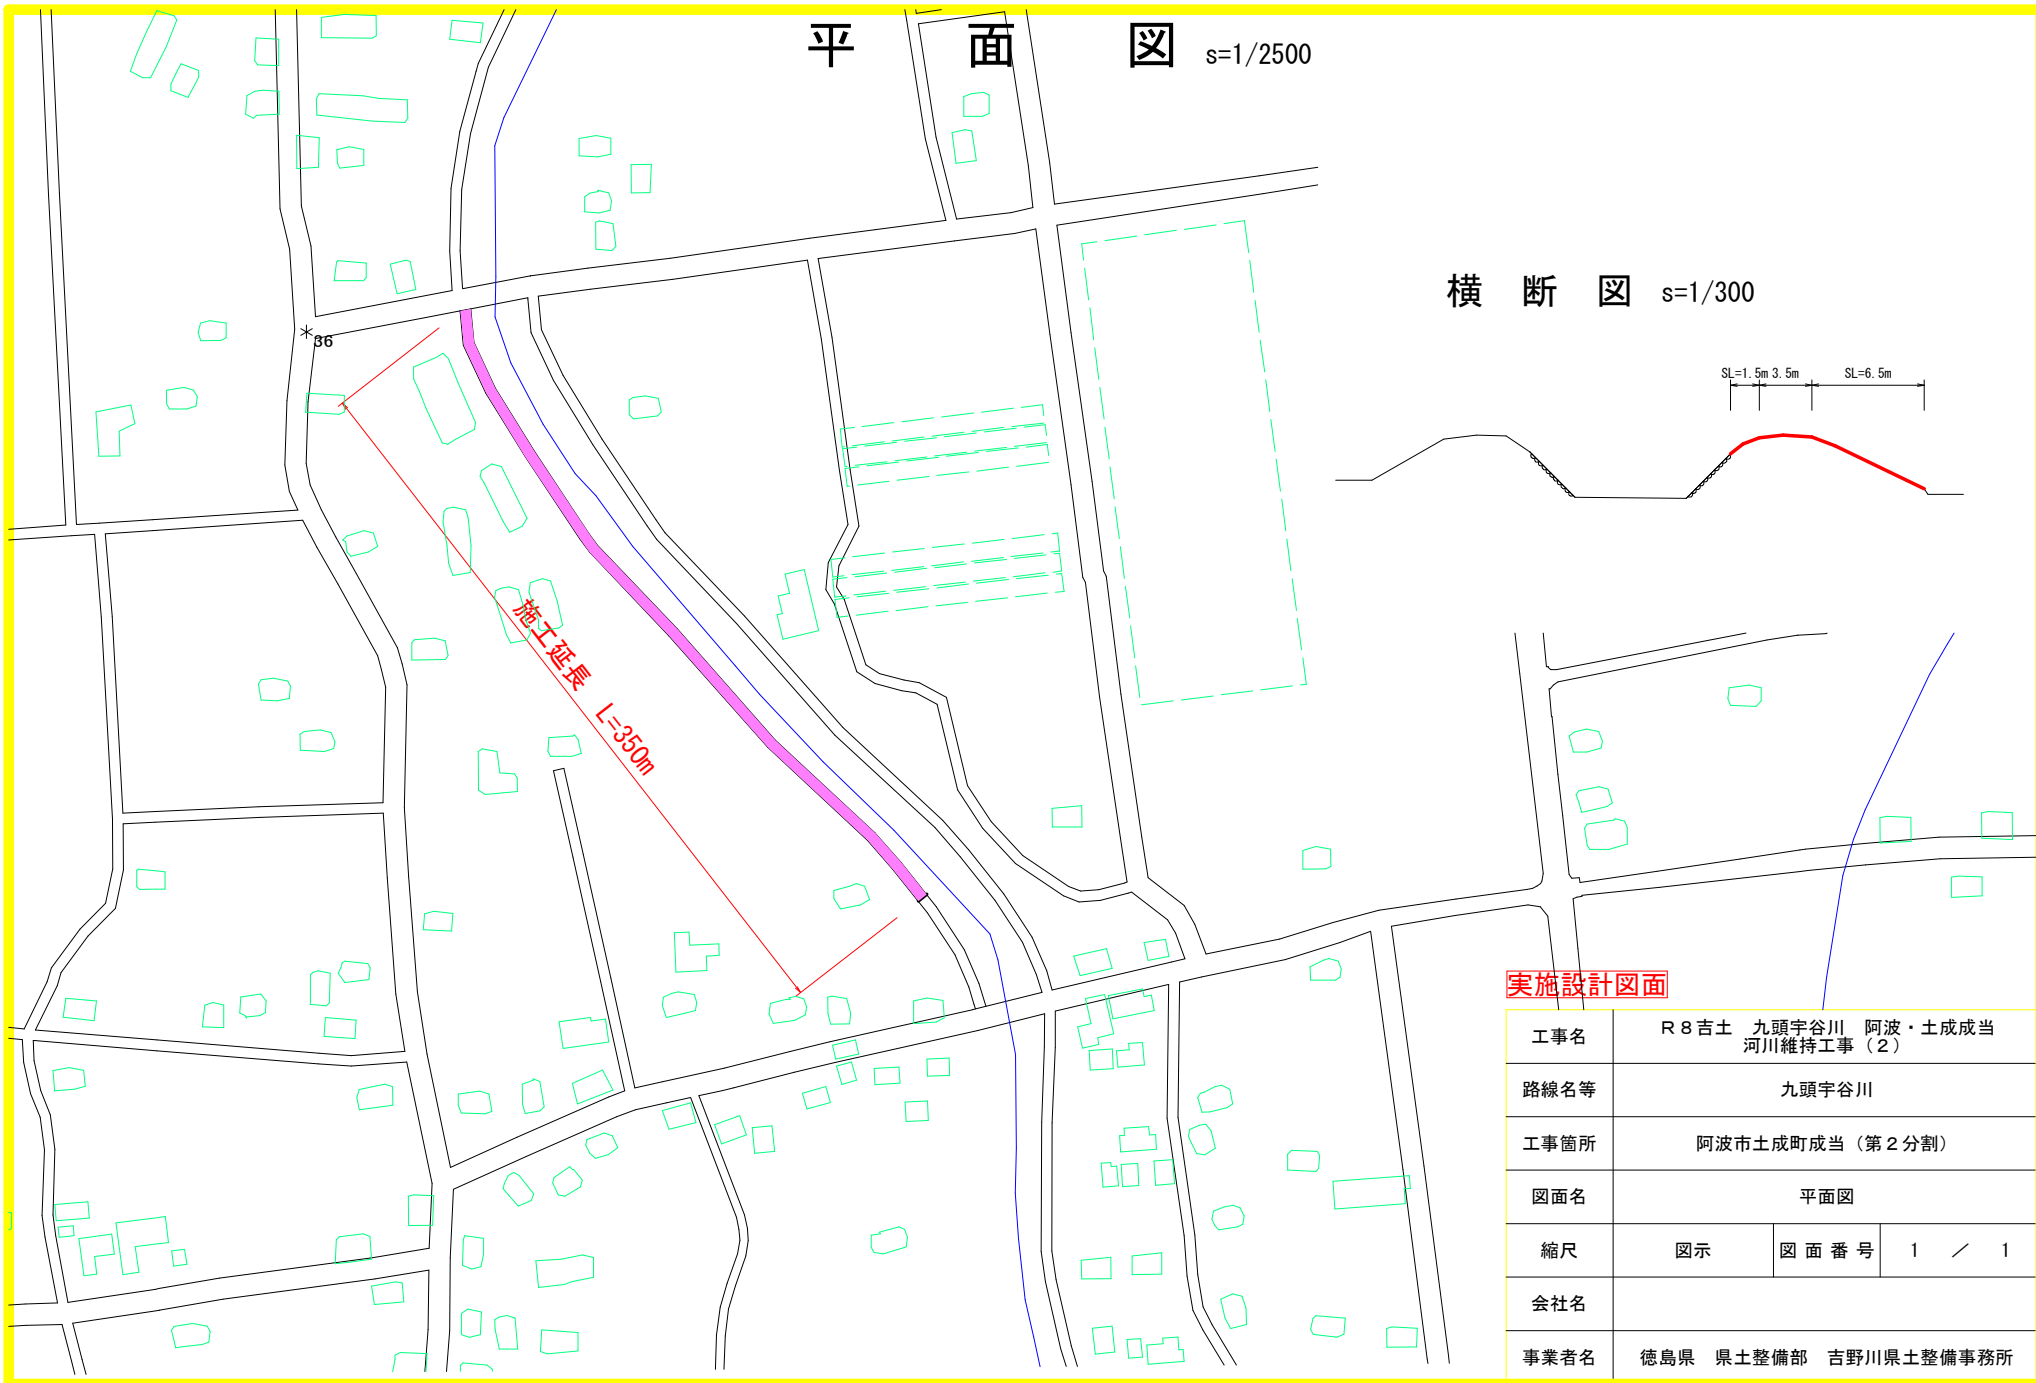 平　面　図 s=1/2500
横　断　図 s=1/300
SL=1.5m 3.5m SL=6.5m
36
施工延長　L=350m
実施設計図面
工事名 Ｒ８吉土　九頭宇谷川　阿波・土成成当
河川維持工事（２）
路線名等 九頭宇谷川
工事箇所 阿波市土成町成当（第２分割）
図面名 平面図
縮尺 図示 図面番号 1 ／ 1
会社名
事業者名 徳島県　県土整備部　吉野川県土整備事務所